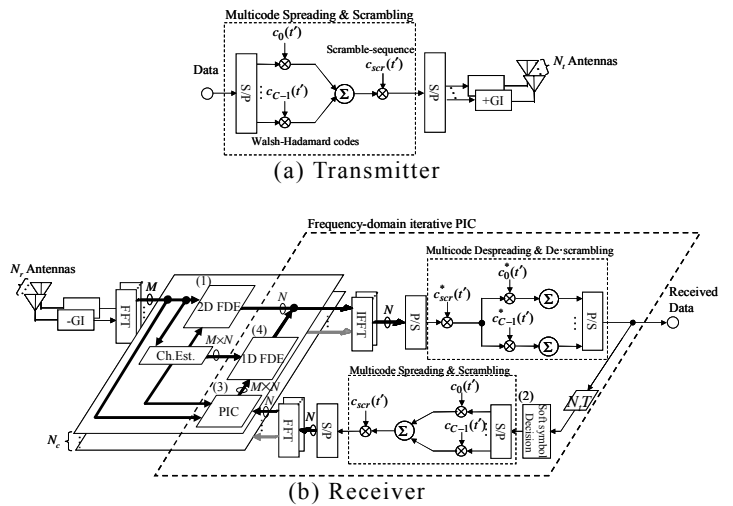 Multicode Spreading & Scrambling
c0(t′)
Scramble-sequence
cscr(t′)
Data
S/P
cC−1(t′)
Σ
S/P
+GI
Nt Antennas
Walsh-Hadamard codes
(a) Transmitter
Frequency-domain iterative PIC
Multicode Despreading & De-scrambling
Nr Antennas
-GI
FFT
M
(1)
2D FDE
N
IFFT
N
P/S
c*scr(t′)
c*0(t′)
Σ
c*C−1(t′)
Σ
P/S
Received
Data
(4)
Ch.Est.
M×N
1D FDE
(3)
M×N
PIC
N
Multicode Spreading & Scrambling
FFT
N
S/P
cscr(t′)
Σ
c0(t′)
cC−1(t′)
S/P
(2)
Soft symbol
Decision
Nc
(b) Receiver